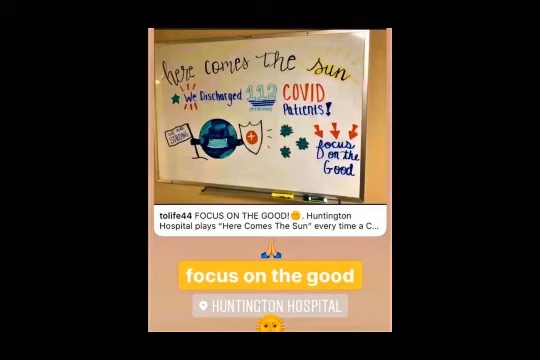 here comes the sun
We Discharged 112 COVID
Patients!
STRONG
focus
on the
Good
tolife44 FOCUS ON THE GOOD!🌞. Huntington
Hospital plays “Here Comes The Sun” every time a C...
focus on the good
HUNTINGTON HOSPITAL